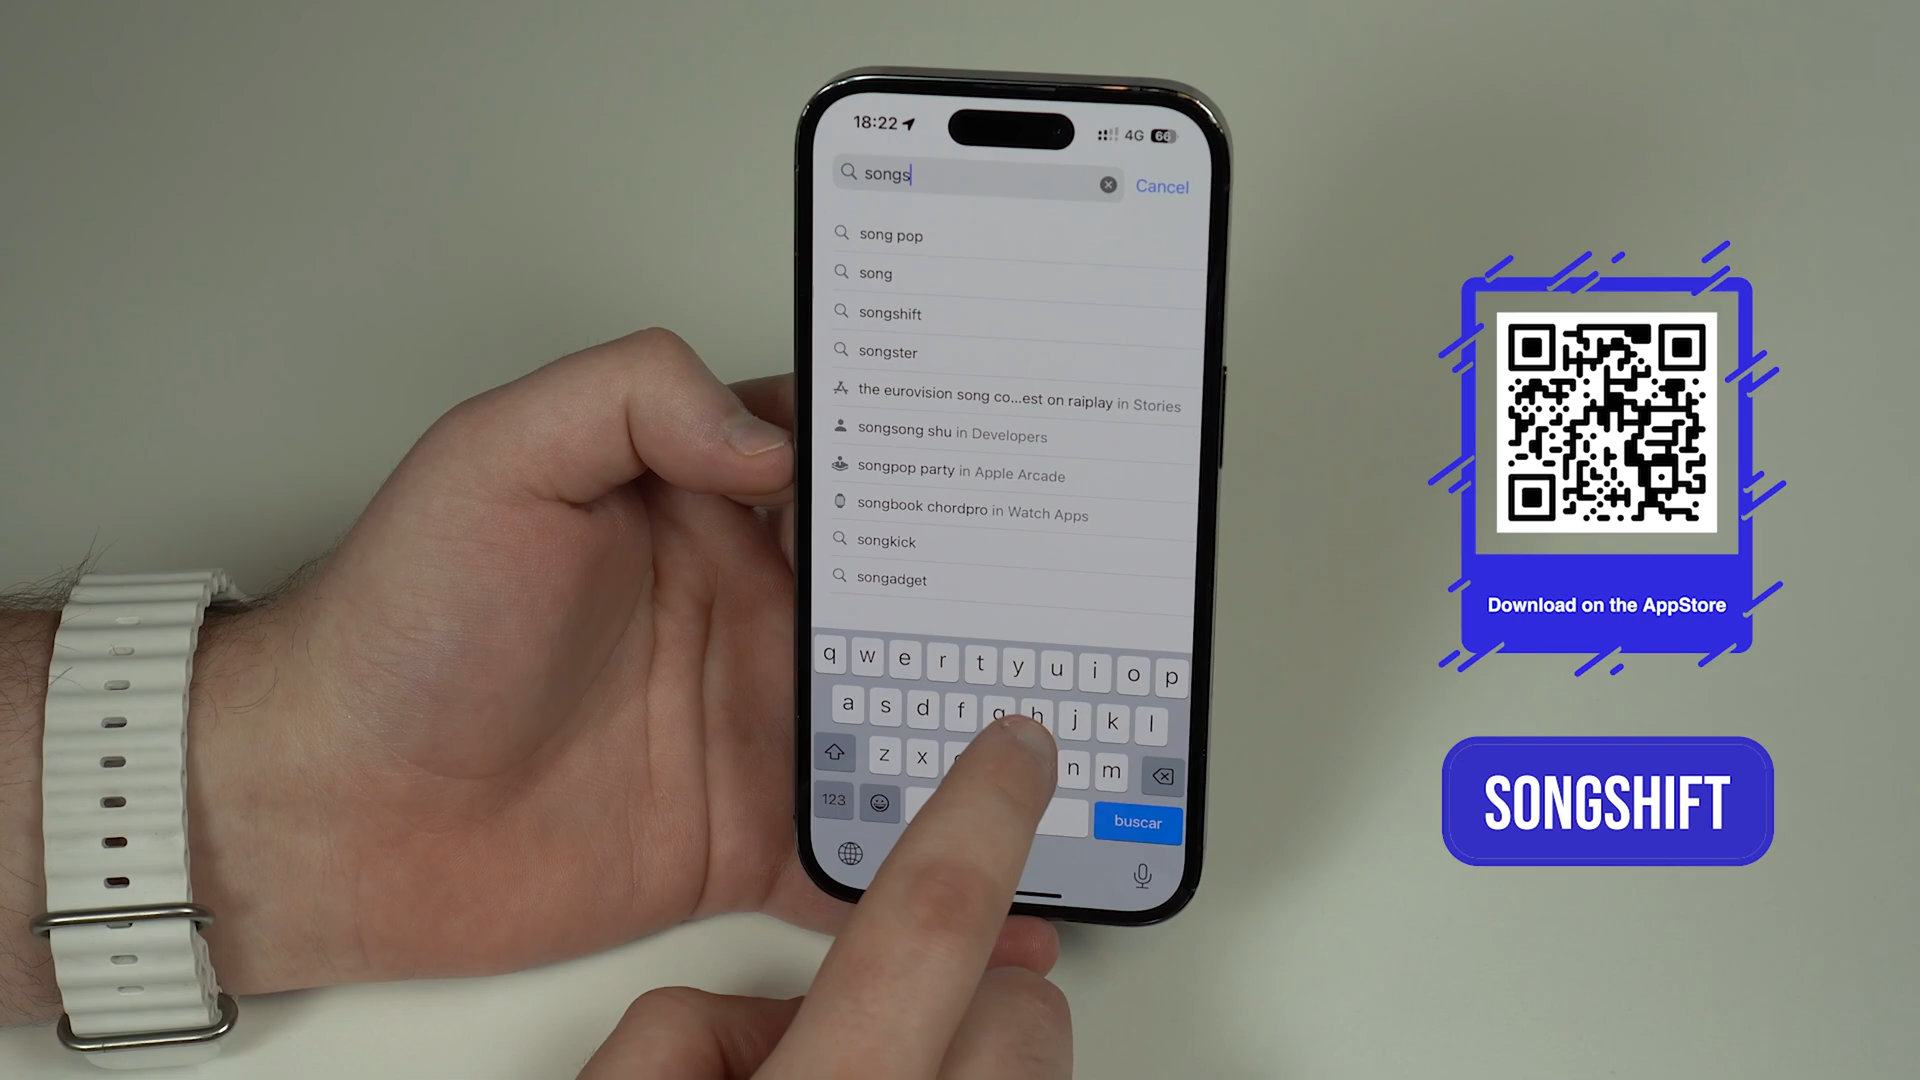 18:22
4G 66
songs
Cancel
song pop
song
songshift
songster
the eurovision song co...est on raiplay in Stories
songsong shu in Developers
songpop party in Apple Arcade
songbook chordpro in Watch Apps
songkick
songadget
q w e r t y u i o p
a s d f g h j k l
z x n m
123
buscar
Download on the AppStore
SONGSHIFT